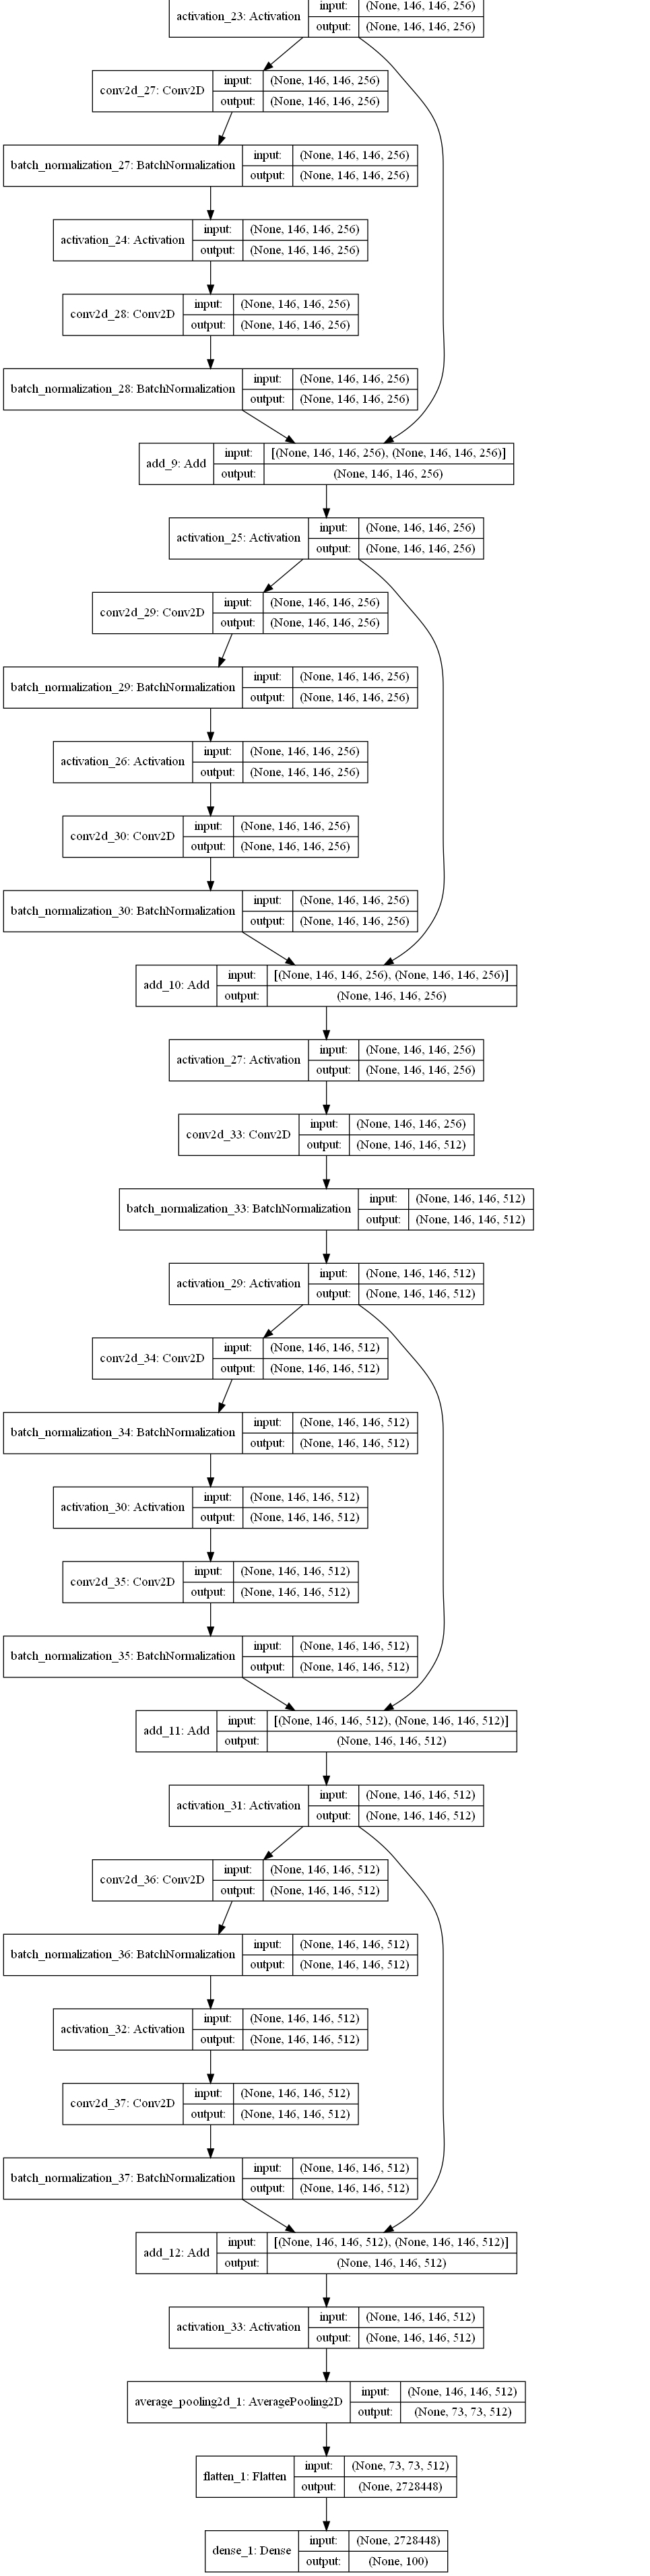 activation_23: Activation input: (None, 146, 146, 256)
output: (None, 146, 146, 256)
conv2d_27: Conv2D input: (None, 146, 146, 256)
output: (None, 146, 146, 256)
batch_normalization_27: BatchNormalization input: (None, 146, 146, 256)
output: (None, 146, 146, 256)
activation_24: Activation input: (None, 146, 146, 256)
output: (None, 146, 146, 256)
conv2d_28: Conv2D input: (None, 146, 146, 256)
output: (None, 146, 146, 256)
batch_normalization_28: BatchNormalization input: (None, 146, 146, 256)
output: (None, 146, 146, 256)
add_9: Add input: [(None, 146, 146, 256), (None, 146, 146, 256)]
output: (None, 146, 146, 256)
activation_25: Activation input: (None, 146, 146, 256)
output: (None, 146, 146, 256)
conv2d_29: Conv2D input: (None, 146, 146, 256)
output: (None, 146, 146, 256)
batch_normalization_29: BatchNormalization input: (None, 146, 146, 256)
output: (None, 146, 146, 256)
activation_26: Activation input: (None, 146, 146, 256)
output: (None, 146, 146, 256)
conv2d_30: Conv2D input: (None, 146, 146, 256)
output: (None, 146, 146, 256)
batch_normalization_30: BatchNormalization input: (None, 146, 146, 256)
output: (None, 146, 146, 256)
add_10: Add input: [(None, 146, 146, 256), (None, 146, 146, 256)]
output: (None, 146, 146, 256)
activation_27: Activation input: (None, 146, 146, 256)
output: (None, 146, 146, 256)
conv2d_33: Conv2D input: (None, 146, 146, 256)
output: (None, 146, 146, 512)
batch_normalization_33: BatchNormalization input: (None, 146, 146, 512)
output: (None, 146, 146, 512)
activation_29: Activation input: (None, 146, 146, 512)
output: (None, 146, 146, 512)
conv2d_34: Conv2D input: (None, 146, 146, 512)
output: (None, 146, 146, 512)
batch_normalization_34: BatchNormalization input: (None, 146, 146, 512)
output: (None, 146, 146, 512)
activation_30: Activation input: (None, 146, 146, 512)
output: (None, 146, 146, 512)
conv2d_35: Conv2D input: (None, 146, 146, 512)
output: (None, 146, 146, 512)
batch_normalization_35: BatchNormalization input: (None, 146, 146, 512)
output: (None, 146, 146, 512)
add_11: Add input: [(None, 146, 146, 512), (None, 146, 146, 512)]
output: (None, 146, 146, 512)
activation_31: Activation input: (None, 146, 146, 512)
output: (None, 146, 146, 512)
conv2d_36: Conv2D input: (None, 146, 146, 512)
output: (None, 146, 146, 512)
batch_normalization_36: BatchNormalization input: (None, 146, 146, 512)
output: (None, 146, 146, 512)
activation_32: Activation input: (None, 146, 146, 512)
output: (None, 146, 146, 512)
conv2d_37: Conv2D input: (None, 146, 146, 512)
output: (None, 146, 146, 512)
batch_normalization_37: BatchNormalization input: (None, 146, 146, 512)
output: (None, 146, 146, 512)
add_12: Add input: [(None, 146, 146, 512), (None, 146, 146, 512)]
output: (None, 146, 146, 512)
activation_33: Activation input: (None, 146, 146, 512)
output: (None, 146, 146, 512)
average_pooling2d_1: AveragePooling2D input: (None, 146, 146, 512)
output: (None, 73, 73, 512)
flatten_1: Flatten input: (None, 73, 73, 512)
output: (None, 2728448)
dense_1: Dense input: (None, 2728448)
output: (None, 100)